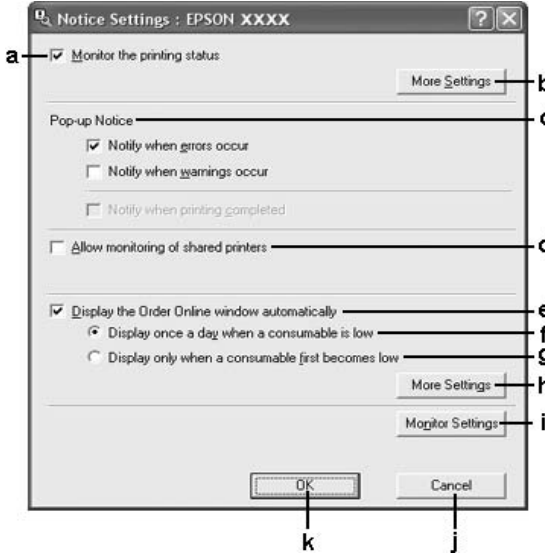 Notice Settings : EPSON XXXX
a
Monitor the printing status
More Settings
b
Pop-up Notice
c
Notify when errors occur
Notify when warnings occur
Notify when printing completed
Allow monitoring of shared printers
d
Display the Order Online window automatically
e
Display once a day when a consumable is low
f
Display only when a consumable first becomes low
g
More Settings
h
Monitor Settings
i
OK
Cancel
k
j